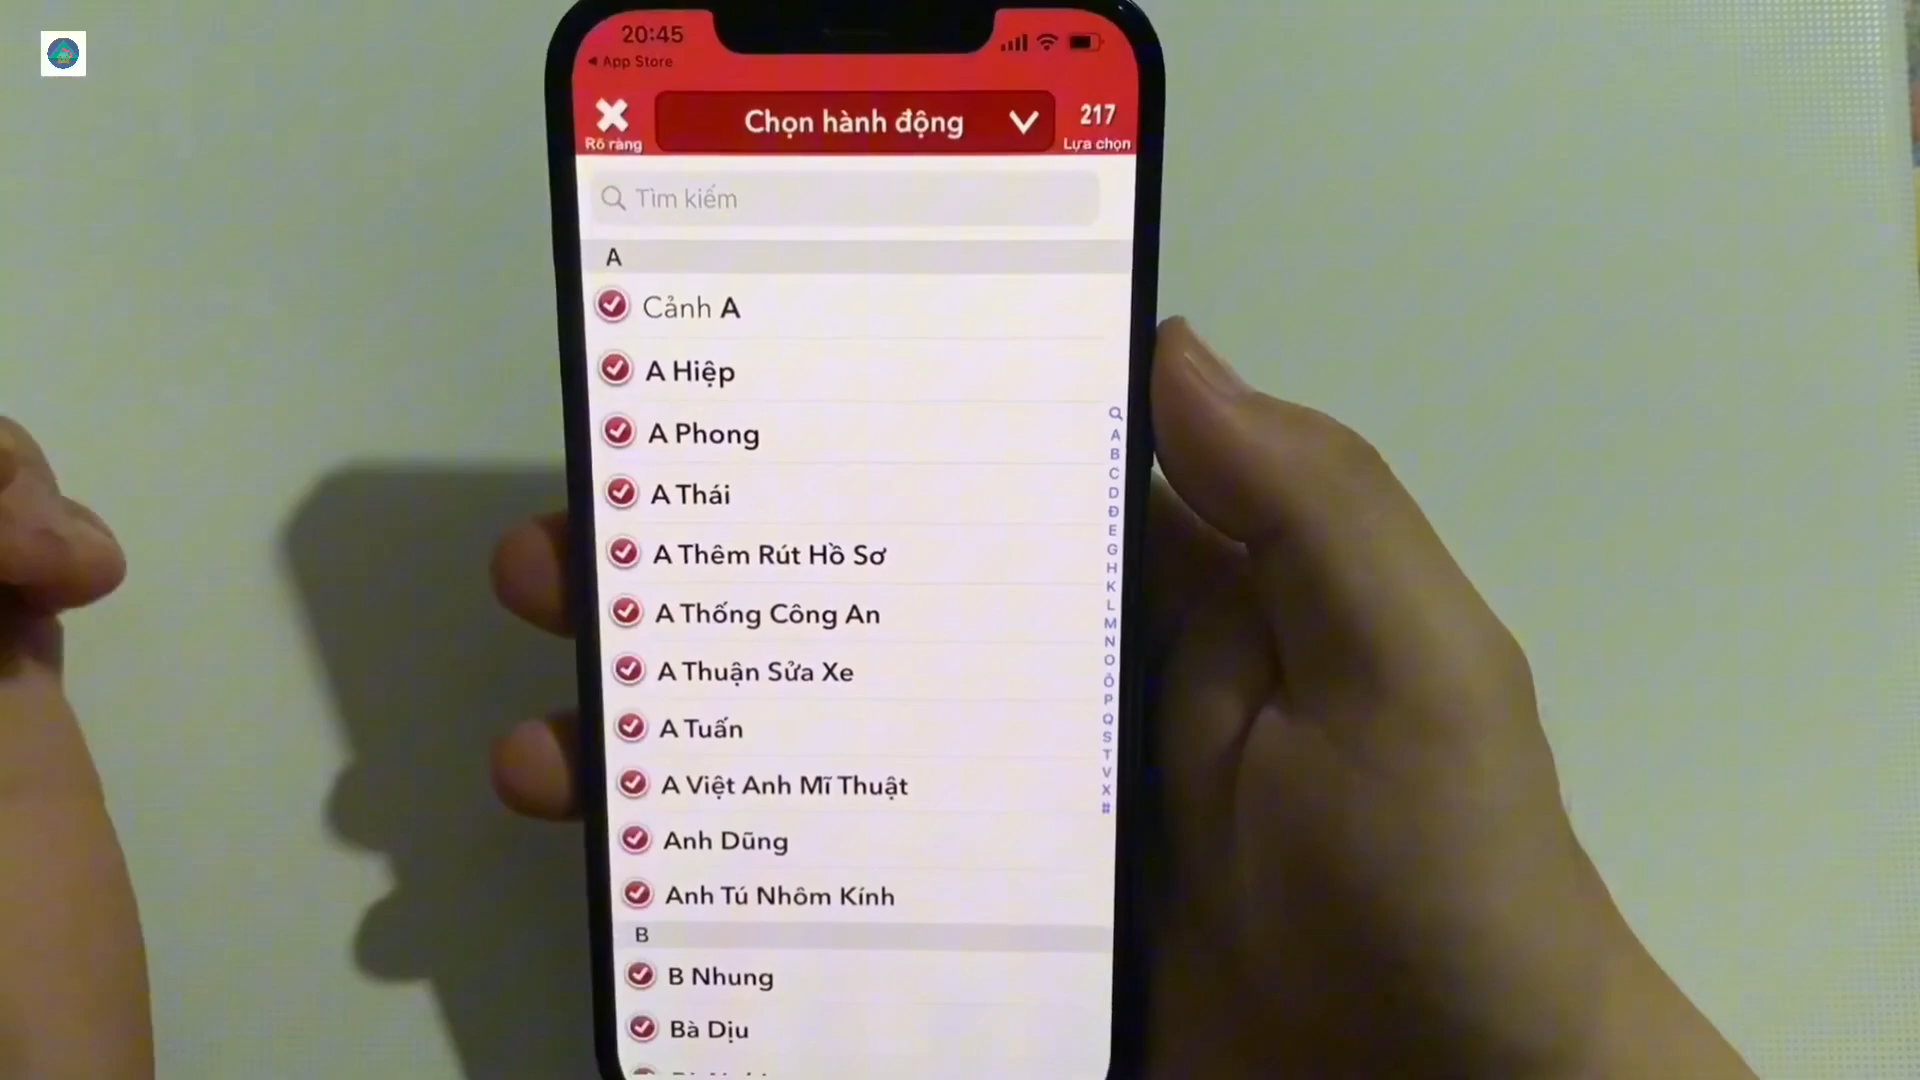 20:45
◀ App Store
Chọn hành động
217
Rõ ràng
Lựa chọn
Tìm kiếm
A
Cảnh A
A Hiệp
A Phong
A Thái
A Thêm Rút Hồ Sơ
A Thống Công An
A Thuận Sửa Xe
A Tuấn
A Việt Anh Mĩ Thuật
Anh Dũng
Anh Tú Nhôm Kính
B
B Nhung
Bà Dịu
A
B
C
D
Đ
E
G
H
K
L
M
N
O
Ô
P
Q
S
T
V
X
#